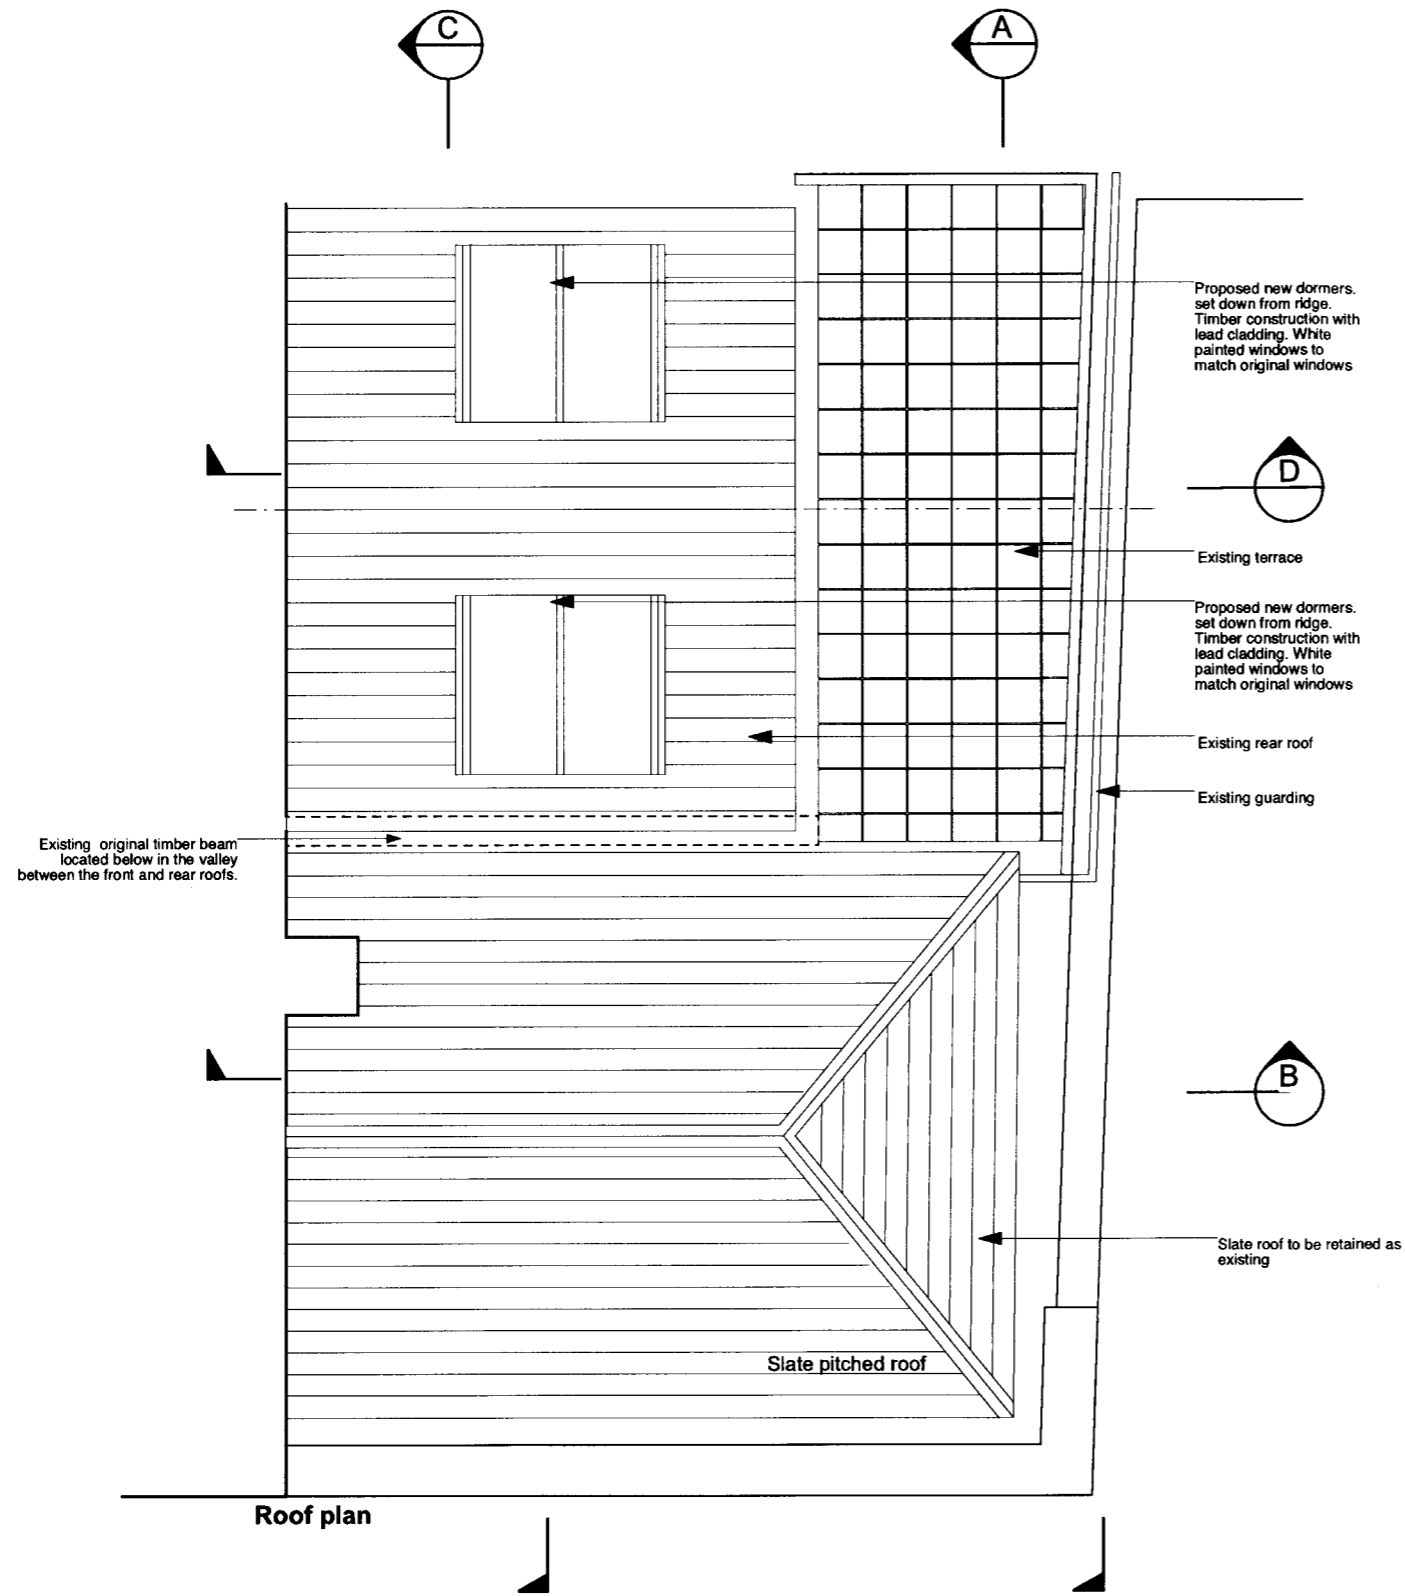 C
A
Proposed new dormers.
set down from ridge.
Timber construction with
lead cladding. White
painted windows to
match original windows
D
Existing terrace
Proposed new dormers.
set down from ridge.
Timber construction with
lead cladding. White
painted windows to
match original windows
Existing rear roof
Existing guarding
Existing original timber beam
located below in the valley
between the front and rear roofs.
B
Slate roof to be retained as
existing
Slate pitched roof
Roof plan